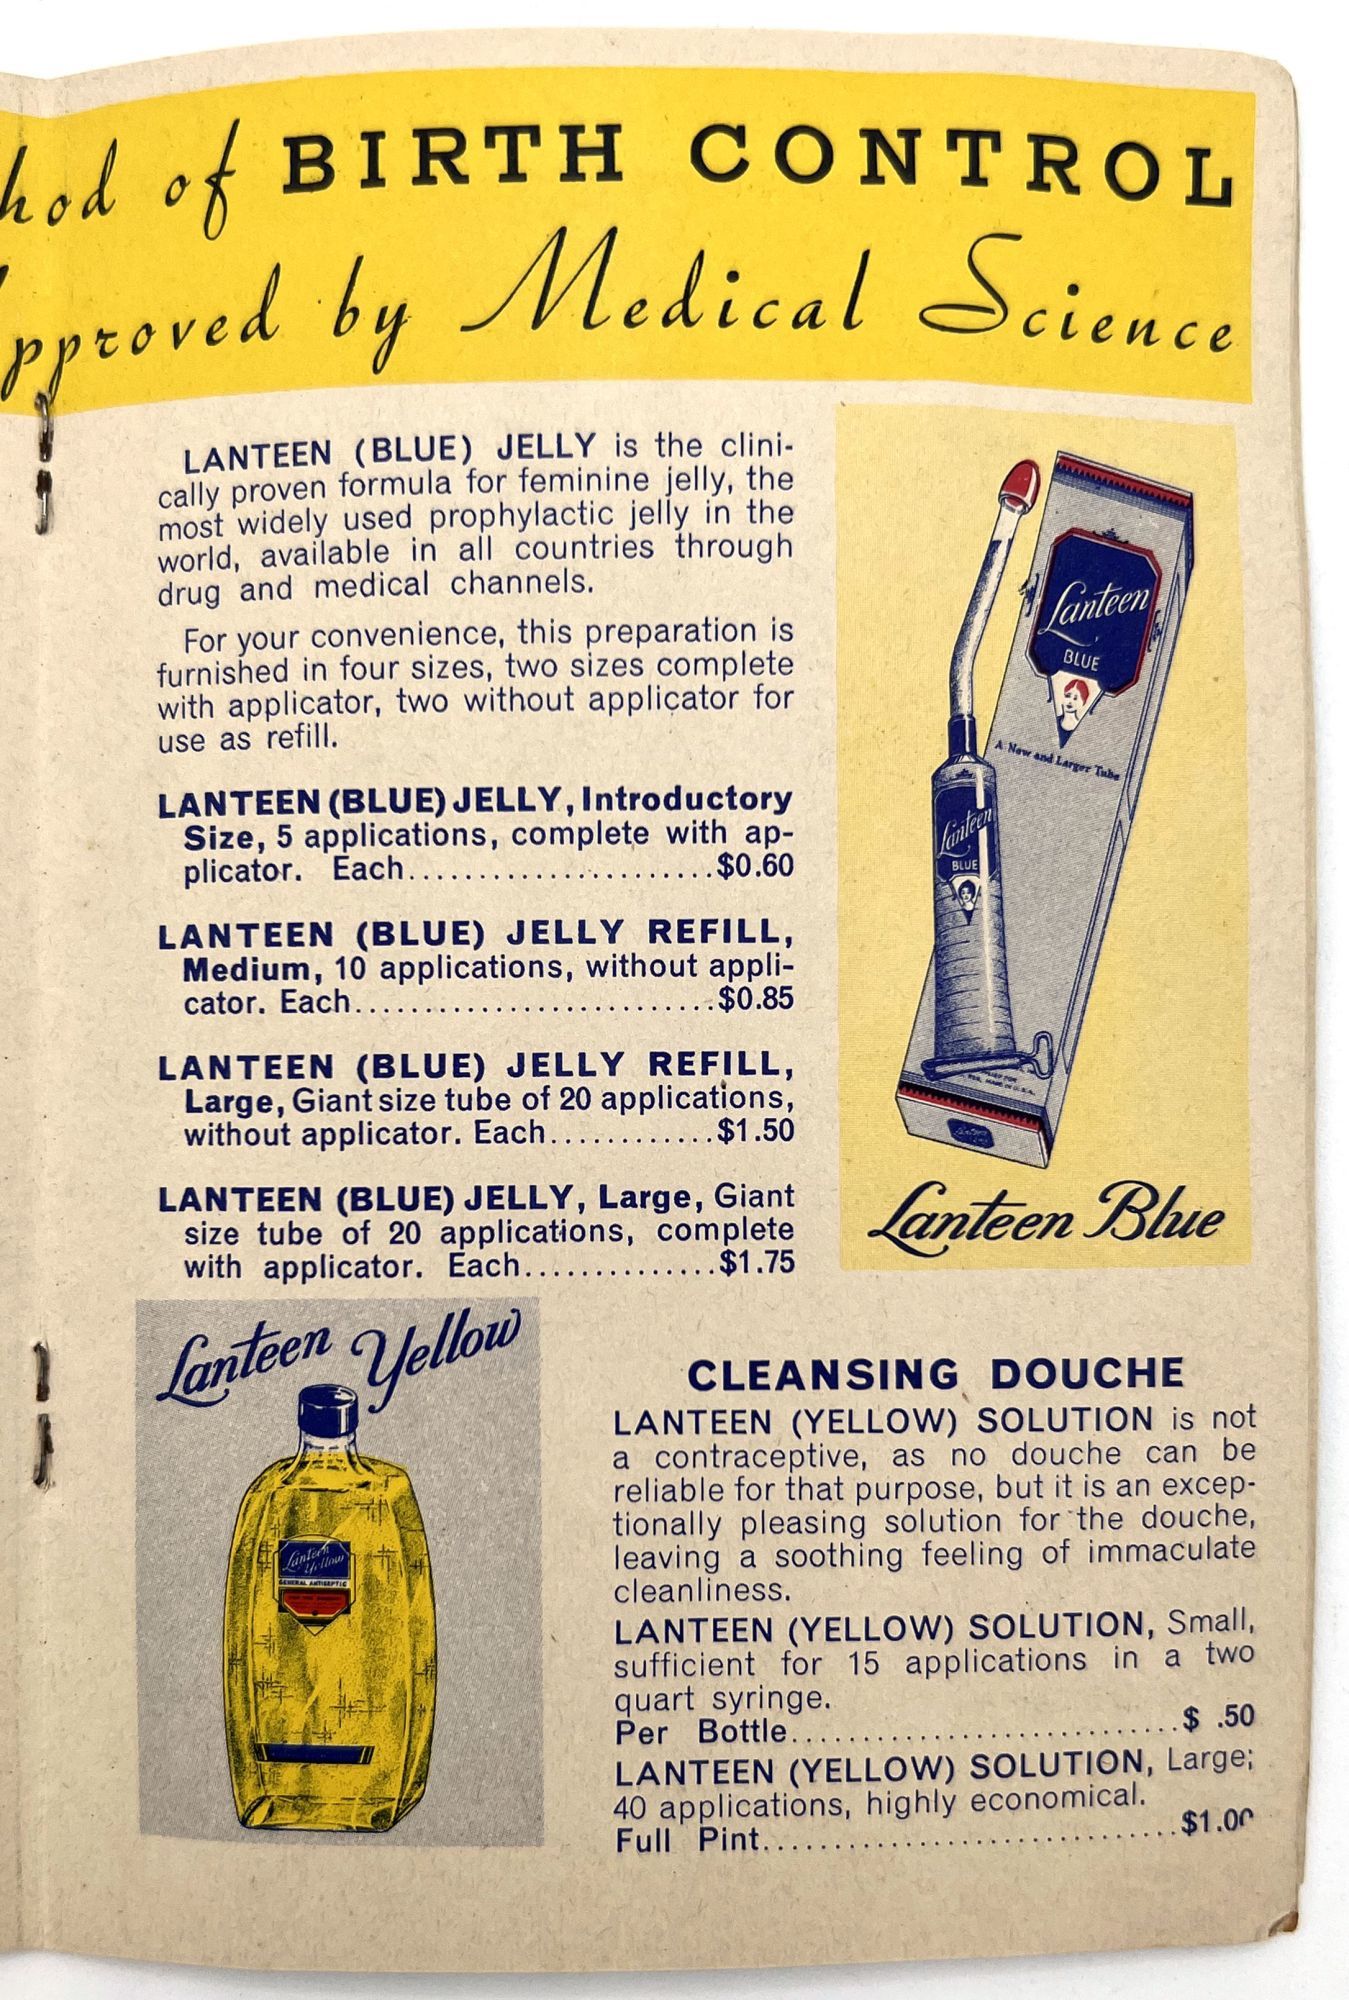 hod of BIRTH CONTROL
pproved by Medical Science
LANTEEN (BLUE) JELLY is the clini-
cally proven formula for feminine jelly, the
most widely used prophylactic jelly in the
world, available in all countries through
drug and medical channels.
For your convenience, this preparation is
furnished in four sizes, two sizes complete
with applicator, two without applicator for
use as refill.
LANTEEN (BLUE) JELLY, Introductory
Size, 5 applications, complete with ap-
plicator. Each......................$0.60
LANTEEN (BLUE) JELLY REFILL,
Medium, 10 applications, without appli-
cator. Each..........................$0.85
LANTEEN (BLUE) JELLY REFILL,
Large, Giant size tube of 20 applications,
without applicator. Each............$1.50
LANTEEN (BLUE) JELLY, Large, Giant
size tube of 20 applications, complete
with applicator. Each..............$1.75
Lanteen
BLUE
A New and Larger Tube
Lanteen
BLUE
MADE IN U.S.A.
Lanteen Blue
Lanteen Yellow
Lanteen
Yellow
GENERAL ANTISEPTIC
CLEANSING DOUCHE
LANTEEN (YELLOW) SOLUTION is not
a contraceptive, as no douche can be
reliable for that purpose, but it is an excep-
tionally pleasing solution for the douche,
leaving a soothing feeling of immaculate
cleanliness.
LANTEEN (YELLOW) SOLUTION, Small,
sufficient for 15 applications in a two
quart syringe.
Per Bottle............................$ .50
LANTEEN (YELLOW) SOLUTION, Large;
40 applications, highly economical.
Full Pint..............................$1.00